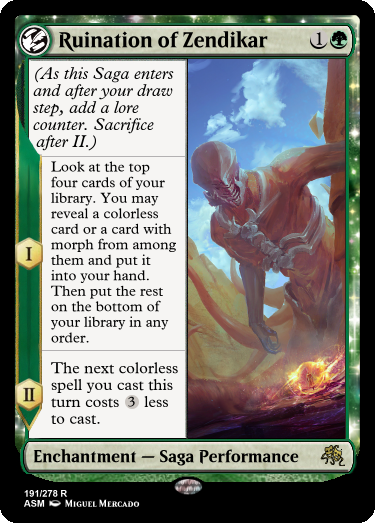 Ruination of Zendikar 1
(As this Saga enters
and after your draw
step, add a lore
counter. Sacrifice
after II.)
I
Look at the top
four cards of your
library. You may
reveal a colorless
card or a card with
morph from among
them and put it
into your hand.
Then put the rest
on the bottom of
your library in any
order.
II
The next colorless
spell you cast this
turn costs 3 less
to cast.
Enchantment — Saga Performance
191/278 R
ASM Miguel Mercado